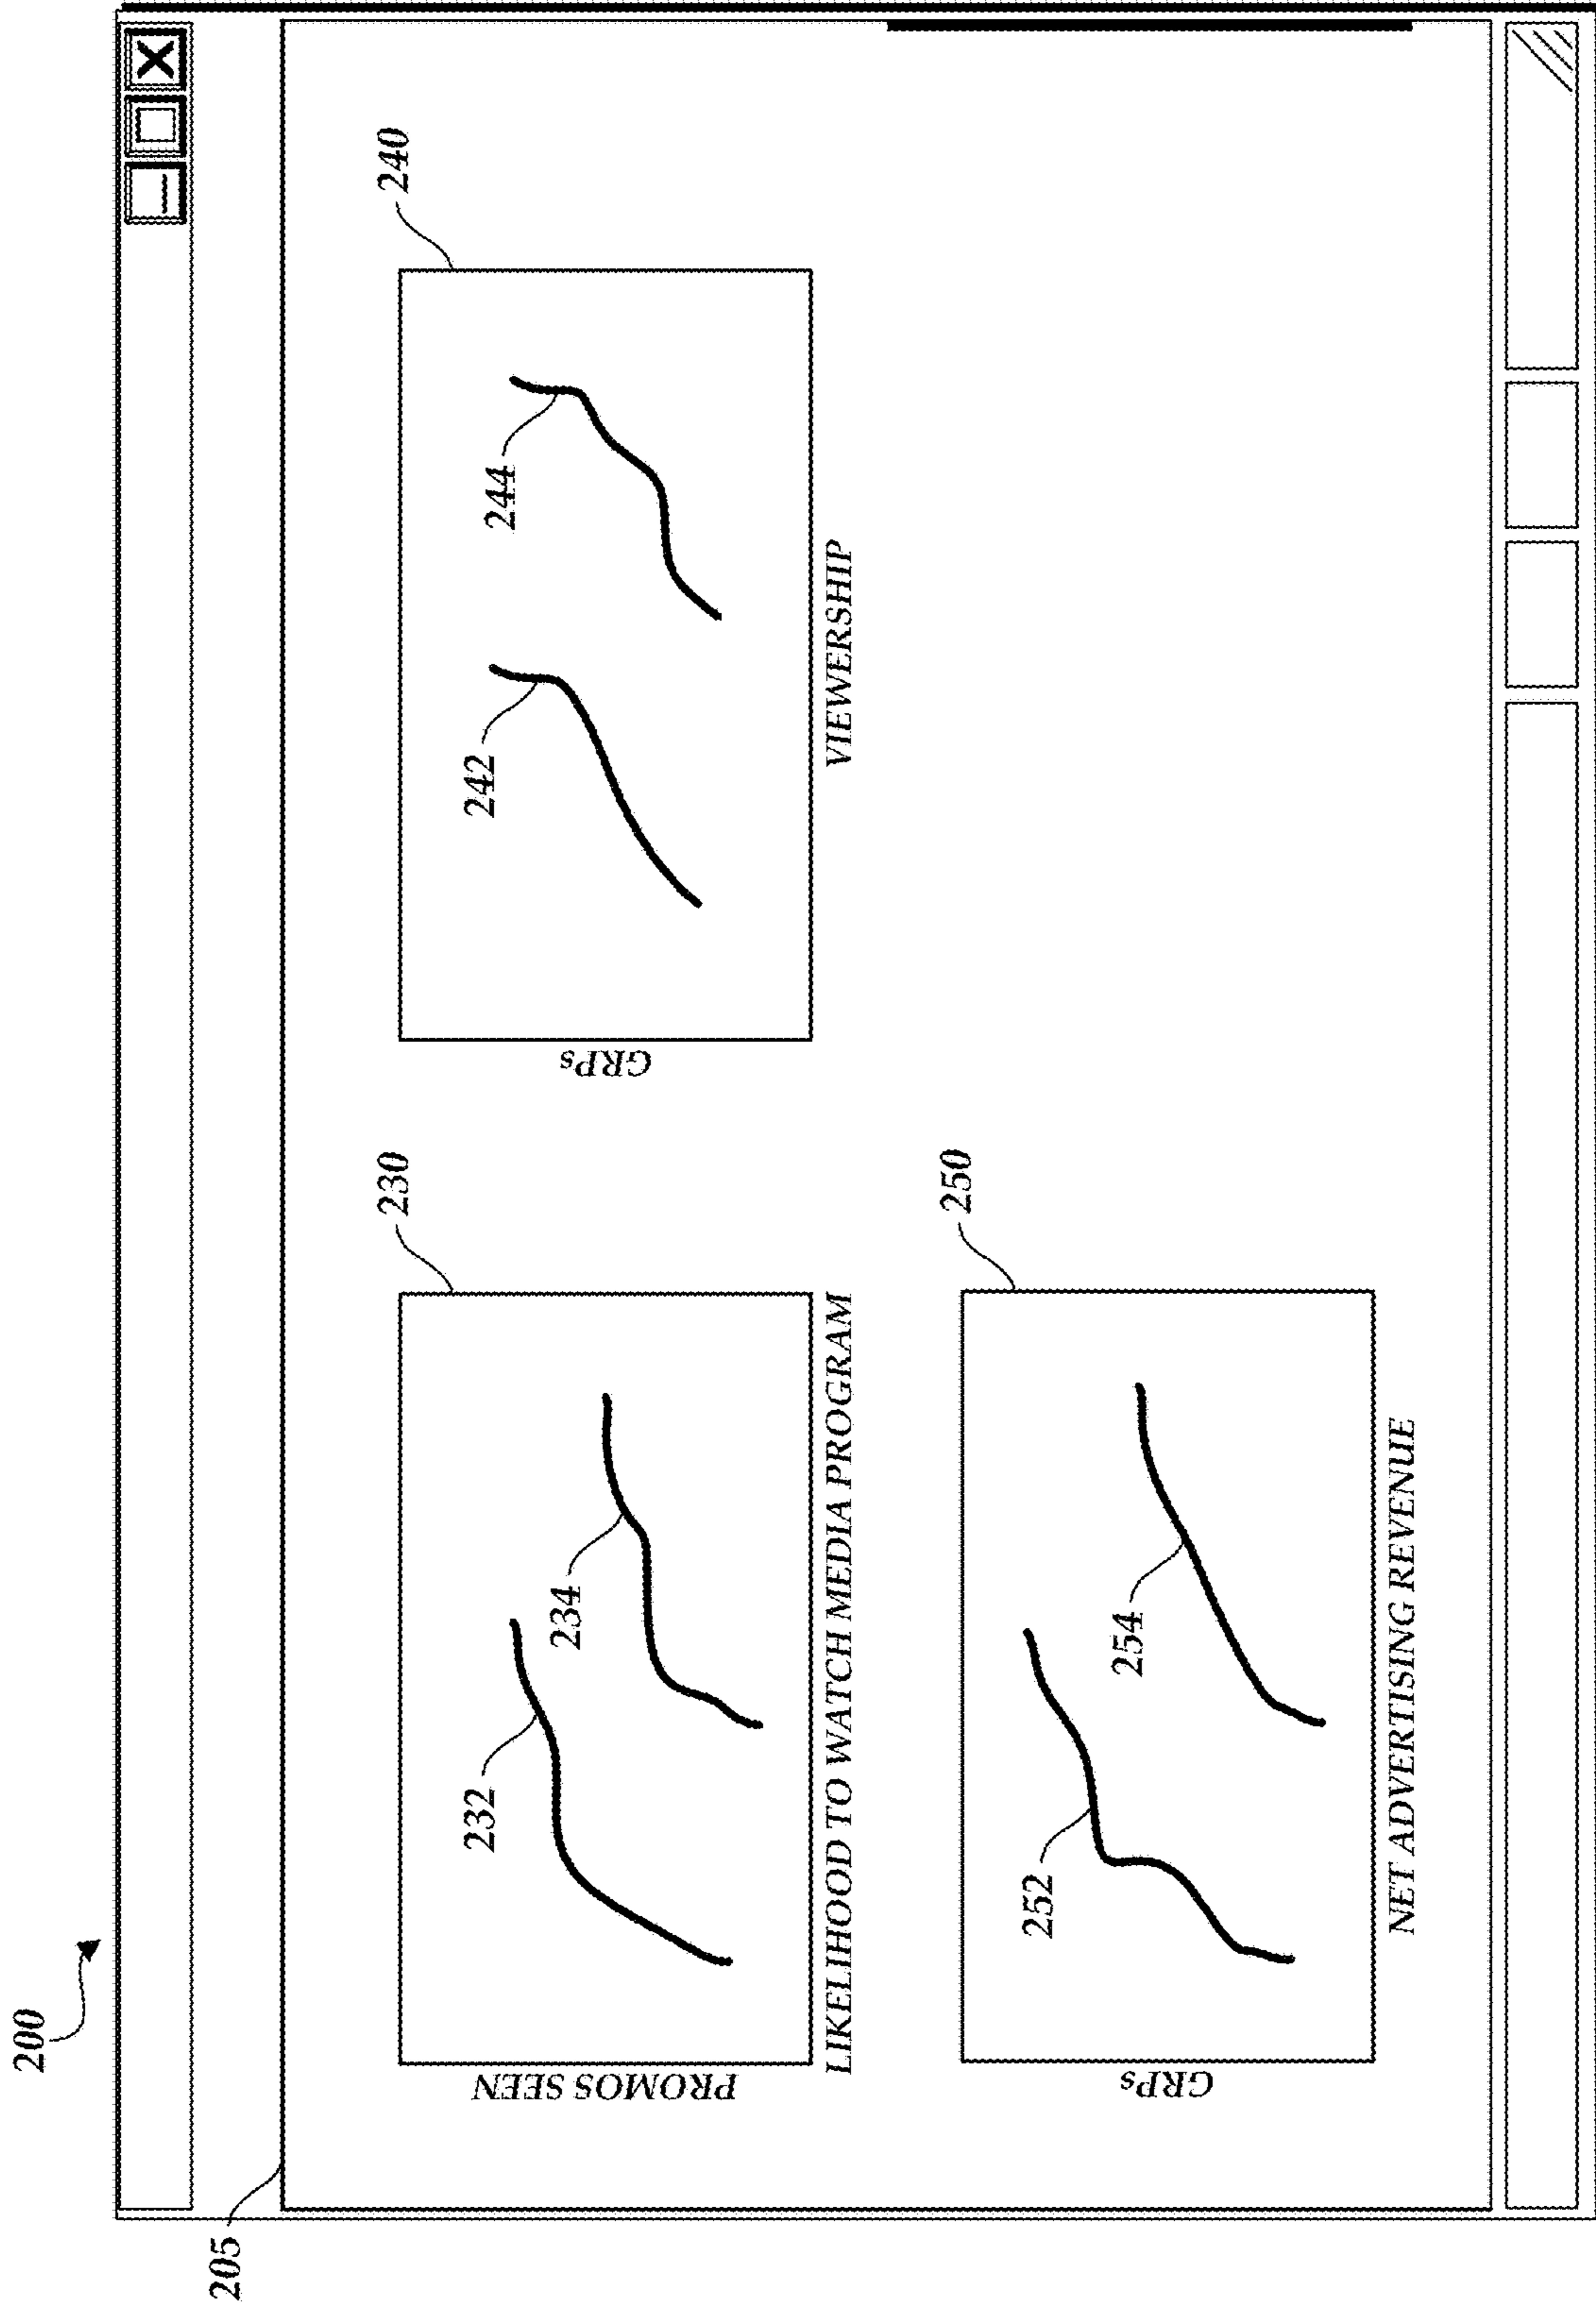 200
205
230
232
234
PROMOS SEEN
LIKELIHOOD TO WATCH MEDIA PROGRAM
240
242
244
GRPs
VIEWERSHIP
250
252
254
GRPs
NET ADVERTISING REVENUE